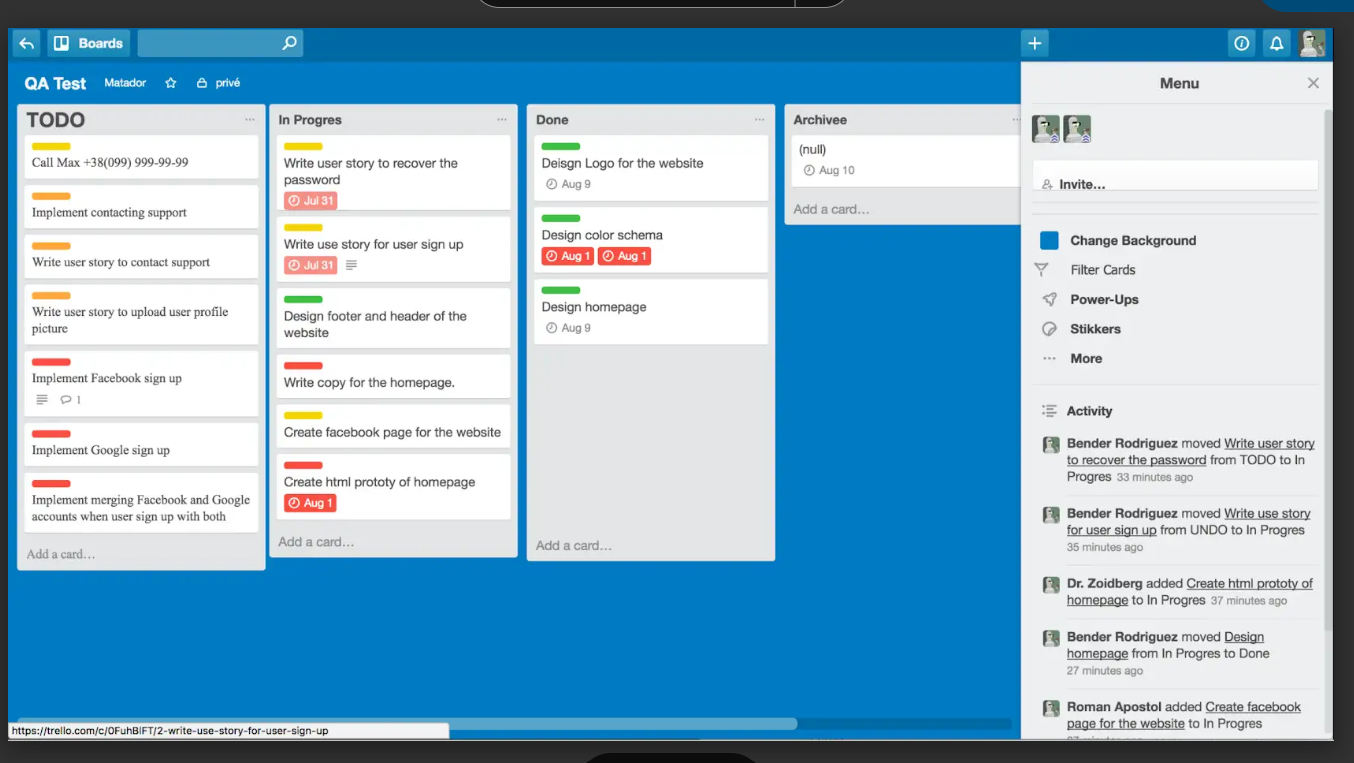 Boards
QA Test Matador privé
TODO
Call Max +38(099) 999-99-99
Implement contacting support
Write user story to contact support
Write user story to upload user profile
picture
Implement Facebook sign up
1
Implement Google sign up
Implement merging Facebook and Google
accounts when user sign up with both
Add a card…
In Progres
Write user story to recover the
password
Jul 31
Write use story for user sign up
Jul 31
Design footer and header of the
website
Write copy for the homepage.
Create facebook page for the website
Create html prototy of homepage
Aug 1
Add a card…
Done
Deisgn Logo for the website
Aug 9
Design color schema
Aug 1 Aug 1
Design homepage
Aug 9
Add a card…
Archivee
(null)
Aug 10
Add a card…
Menu
Invite…
Change Background
Filter Cards
Power-Ups
Stikkers
More
Activity
Bender Rodriguez moved Write user story
to recover the password from TODO to In
Progres 33 minutes ago
Bender Rodriguez moved Write use story
for user sign up from UNDO to In Progres
35 minutes ago
Dr. Zoidberg added Create html prototy of
homepage to In Progres 37 minutes ago
Bender Rodriguez moved Design
homepage from In Progres to Done
27 minutes ago
Roman Apostol added Create facebook
page for the website to In Progres
https://trello.com/c/0FuhBIFT/2-write-use-story-for-user-sign-up